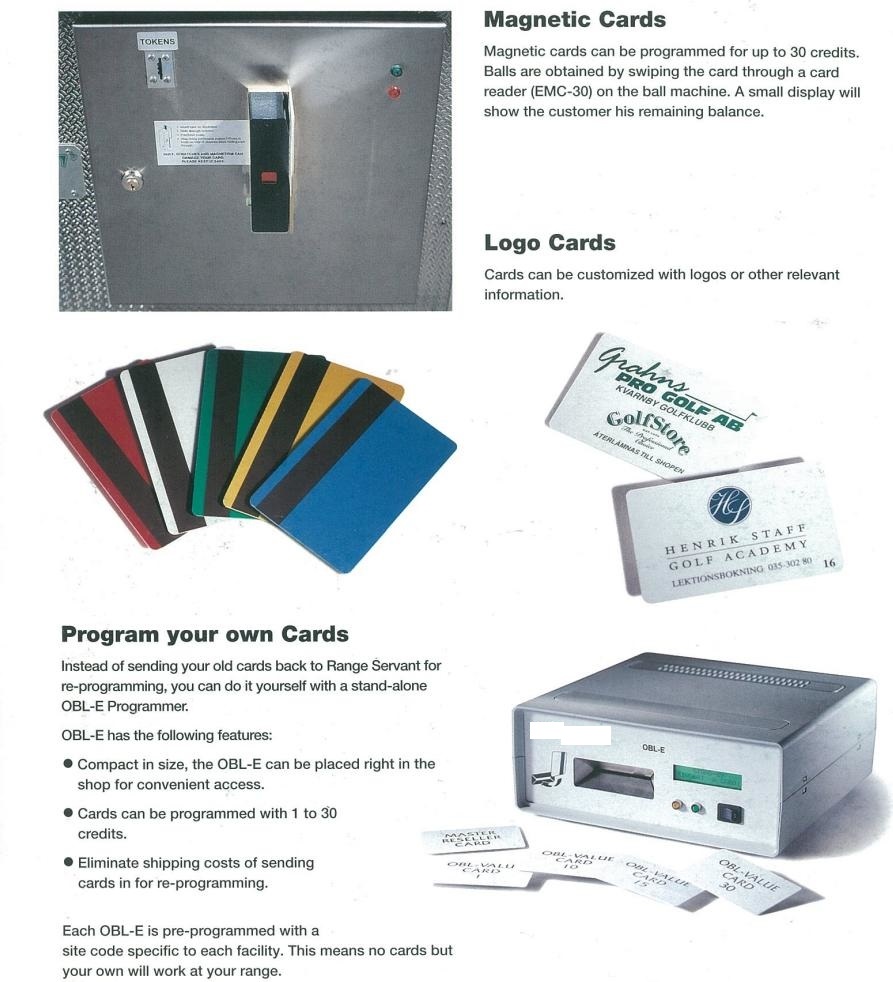 TOKENS
Magnetic Cards
Magnetic cards can be programmed for up to 30 credits.
Balls are obtained by swiping the card through a card
reader (EMC-30) on the ball machine. A small display will
show the customer his remaining balance.
Logo Cards
Cards can be customized with logos or other relevant
information.
Grahns
PRO GOLF AB
KVARNBY GOLFKLUBB
GolfStore
The Professional
Choice
ÅTERLÄMNAS TILL SHOPEN
HS
HENRIK STAFF
GOLF ACADEMY
LEKTIONSBOKNING 035-302 80
16
Program your own Cards
Instead of sending your old cards back to Range Servant for
re-programming, you can do it yourself with a stand-alone
OBL-E Programmer.
OBL-E has the following features:
● Compact in size, the OBL-E can be placed right in the
shop for convenient access.
● Cards can be programmed with 1 to 30
credits.
● Eliminate shipping costs of sending
cards in for re-programming.
Each OBL-E is pre-programmed with a
site code specific to each facility. This means no cards but
your own will work at your range.
OBL-E
MASTER
RESELLER
CARD
OBL-VALU
CARD
1
OBL-VALUE
CARD
10
OBL-VALUE
CARD
15
OBL-VALUE
CARD
30